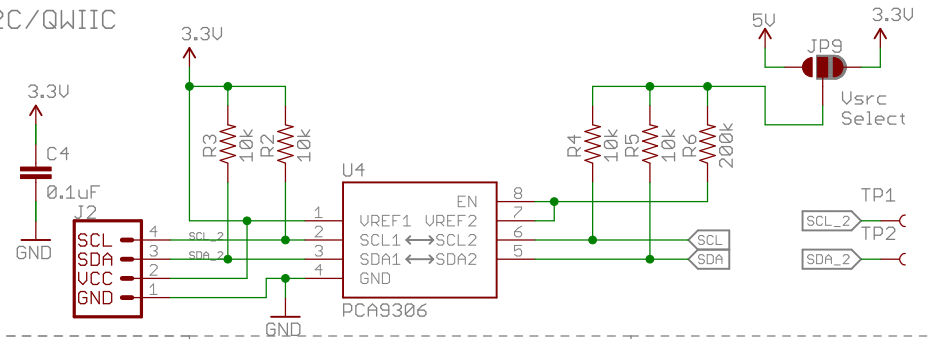 2C/QWIIC
3.3V
5V
3.3V
JP9
Vsrc
Select
3.3V
C4
0.1uF
GND
R3
10k
R2
10k
R4
10k
R5
10k
R6
200k
U4
J2
SCL 4 SCL_2
SDA 3 SDA_2
VCC 2
GND 1
EN 8
1 VREF1 VREF2 7
2 SCL1 SCL2 6 SCL
3 SDA1 SDA2 5 SDA
4 GND
PCA9306
GND
TP1
SCL_2
TP2
SDA_2